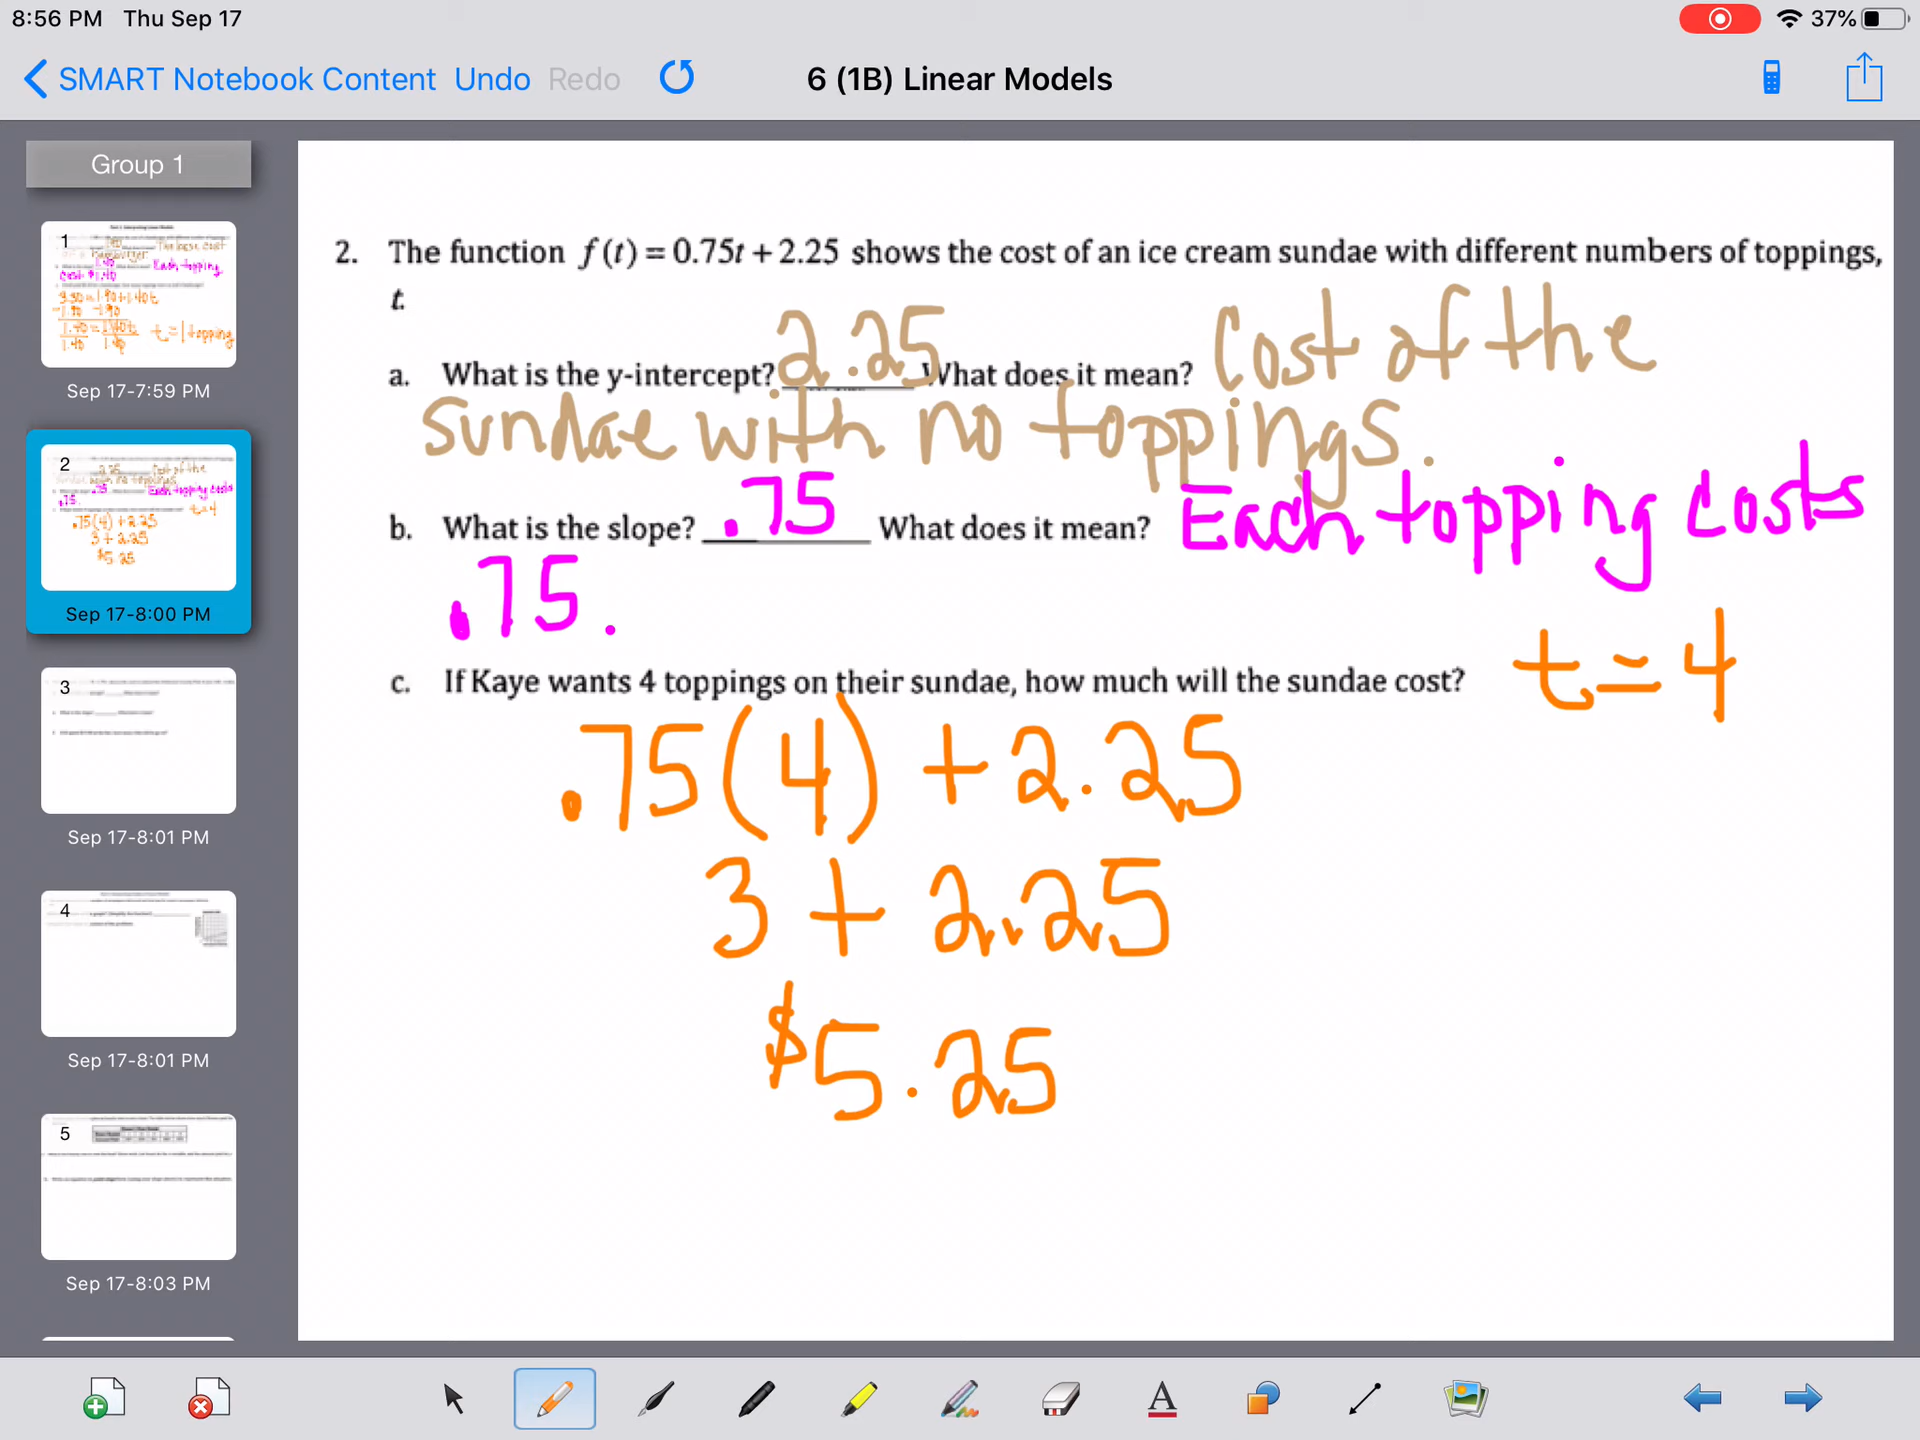 8:56 PM Thu Sep 17
37%
SMART Notebook Content Undo Redo
6 (1B) Linear Models
Group 1
1
Sep 17-7:59 PM
2
Sep 17-8:00 PM
3
Sep 17-8:01 PM
4
Sep 17-8:01 PM
5
Sep 17-8:03 PM
2. The function f(t) = 0.75t + 2.25 shows the cost of an ice cream sundae with different numbers of toppings,
t.
a. What is the y-intercept? 2.25 What does it mean? Cost of the
sundae with no toppings.
b. What is the slope? .75 What does it mean? Each topping costs
.75.
c. If Kaye wants 4 toppings on their sundae, how much will the sundae cost? t=4
.75(4) + 2.25
3 + 2.25
$5.25